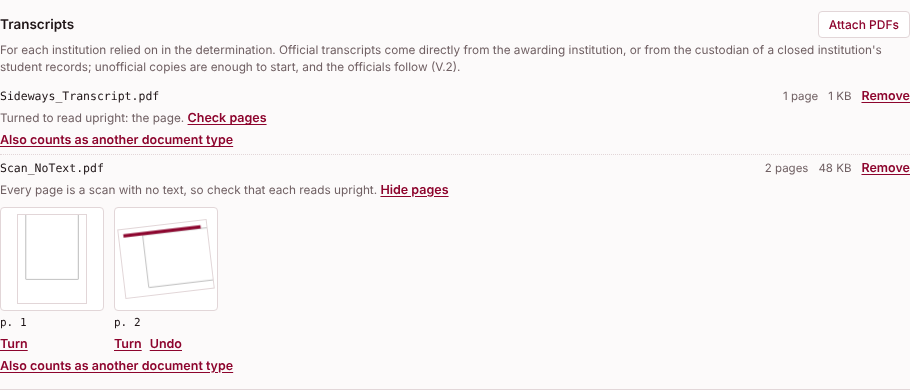 Transcripts
Attach PDFs
For each institution relied on in the determination. Official transcripts come directly from the awarding institution, or from the custodian of a closed institution's
student records; unofficial copies are enough to start, and the officials follow (V.2).
Sideways_Transcript.pdf 1 page 1 KB Remove
Turned to read upright: the page. Check pages
Also counts as another document type
Scan_NoText.pdf 2 pages 48 KB Remove
Every page is a scan with no text, so check that each reads upright. Hide pages
p. 1 p. 2
Turn Turn Undo
Also counts as another document type